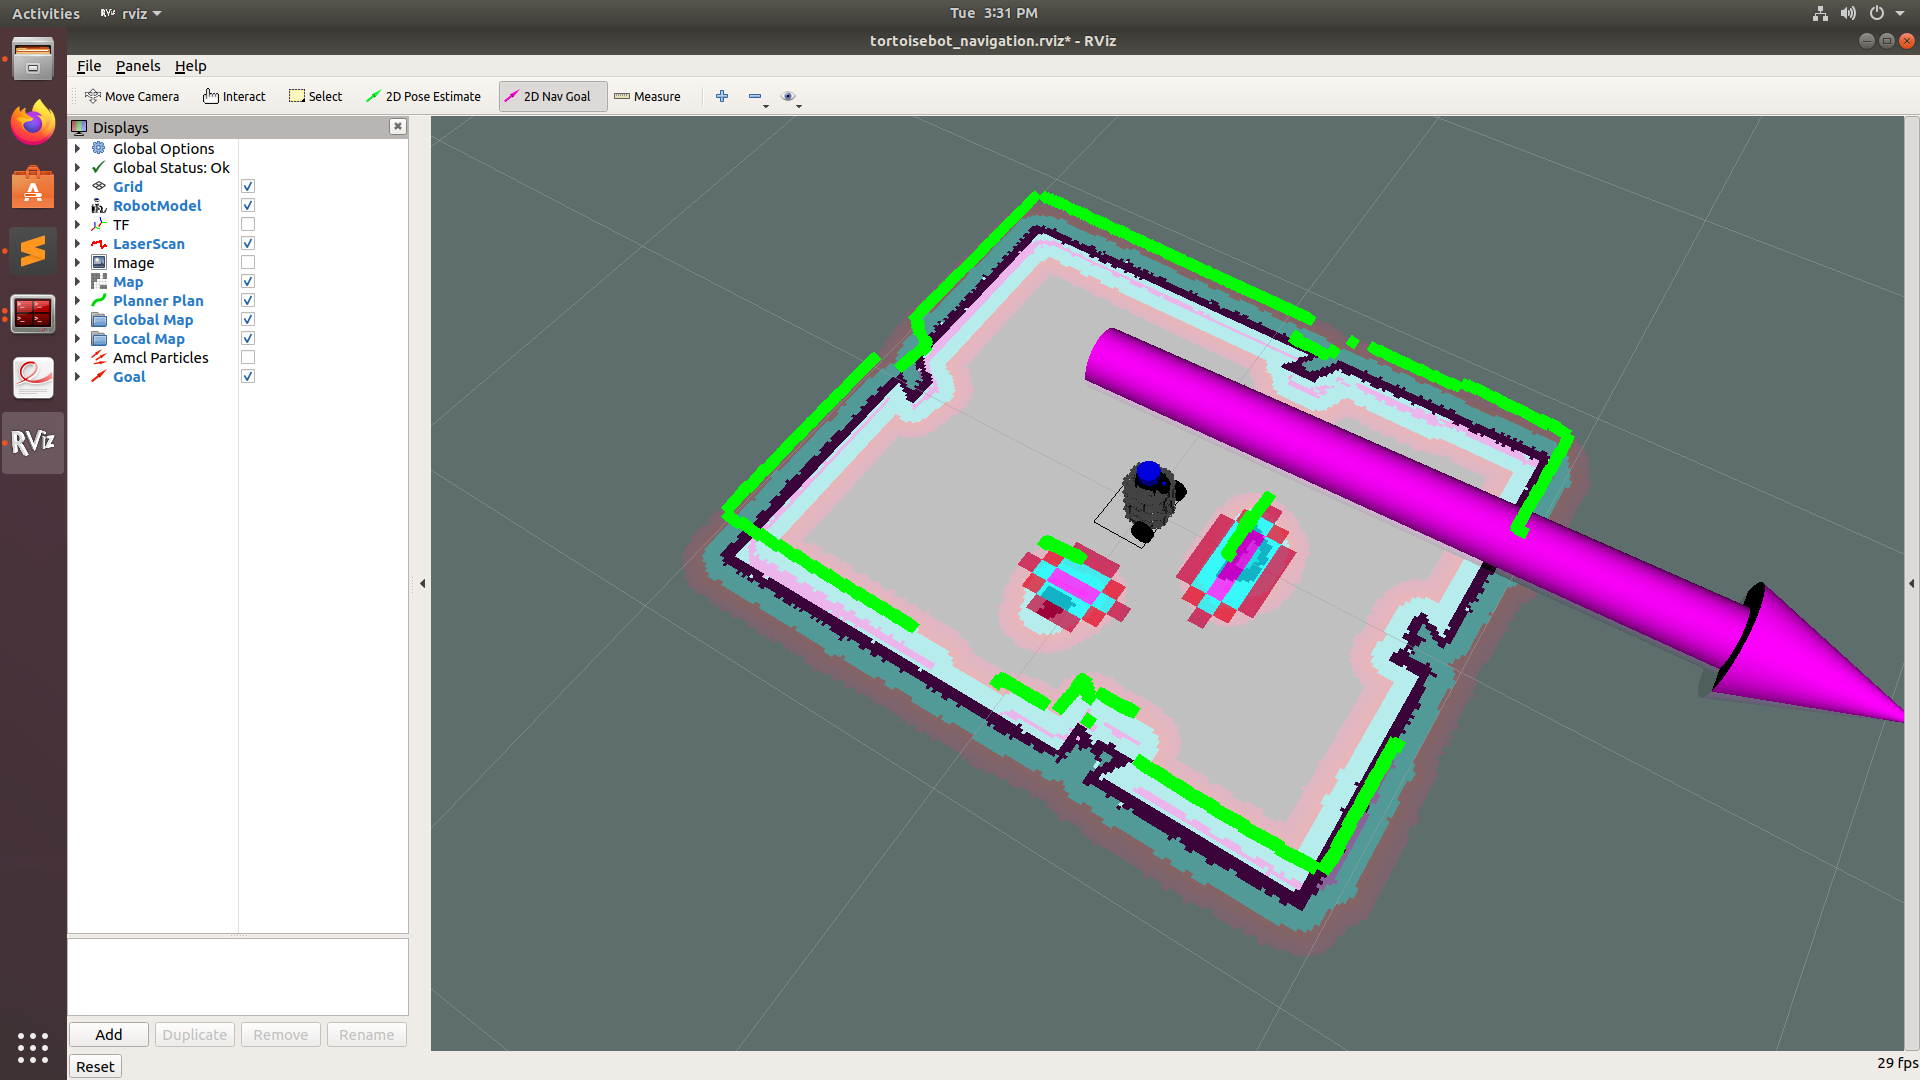 Activities
RViz
rviz
Tue 3:31 PM
tortoisebot_navigation.rviz* - RViz
File Panels Help
Move Camera
Interact
Select
2D Pose Estimate
2D Nav Goal
Measure
Displays
Global Options
Global Status: Ok
Grid
RobotModel
TF
LaserScan
Image
Map
Planner Plan
Global Map
Local Map
Amcl Particles
Goal
RViz
Add
Duplicate
Remove
Rename
Reset
29 fps